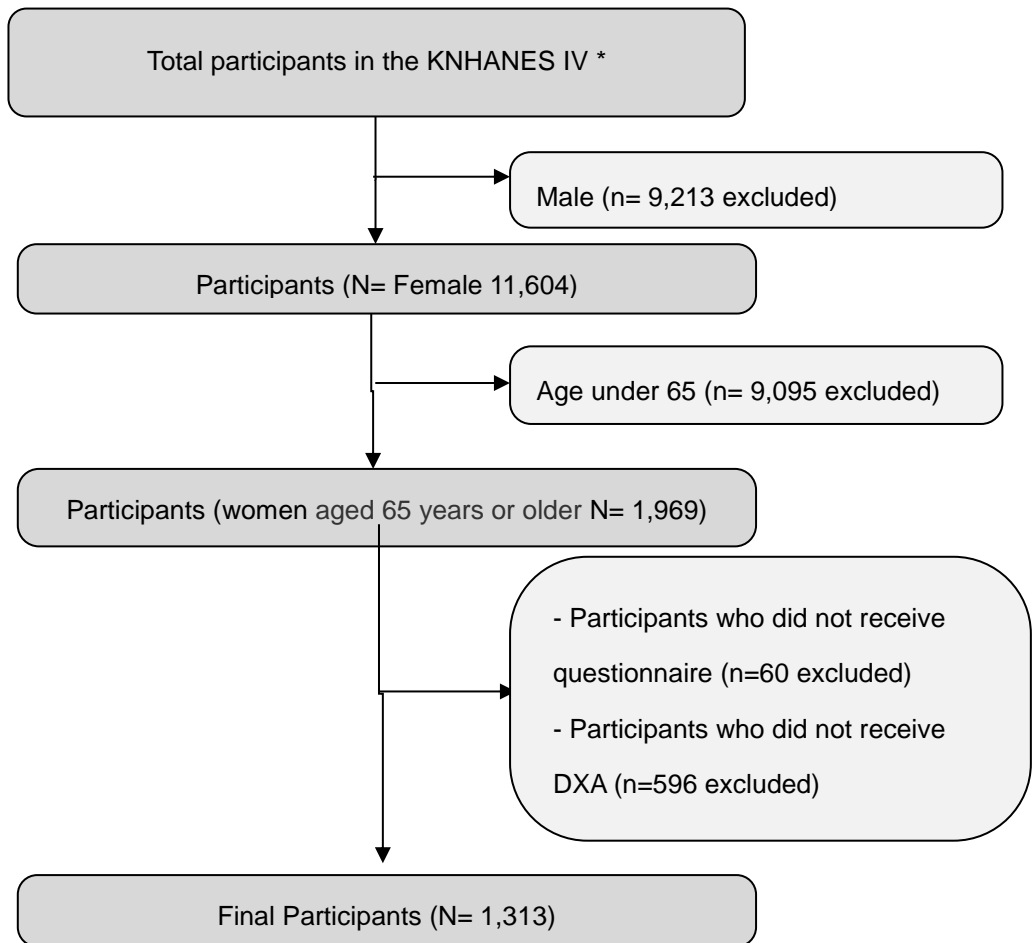 Total participants in the KNHANES IV *
Male (n= 9,213 excluded)
Participants (N= Female 11,604)
Age under 65 (n= 9,095 excluded)
Participants (women aged 65 years or older N= 1,969)
- Participants who did not receive
questionnaire (n=60 excluded)
- Participants who did not receive
DXA (n=596 excluded)
Final Participants (N= 1,313)